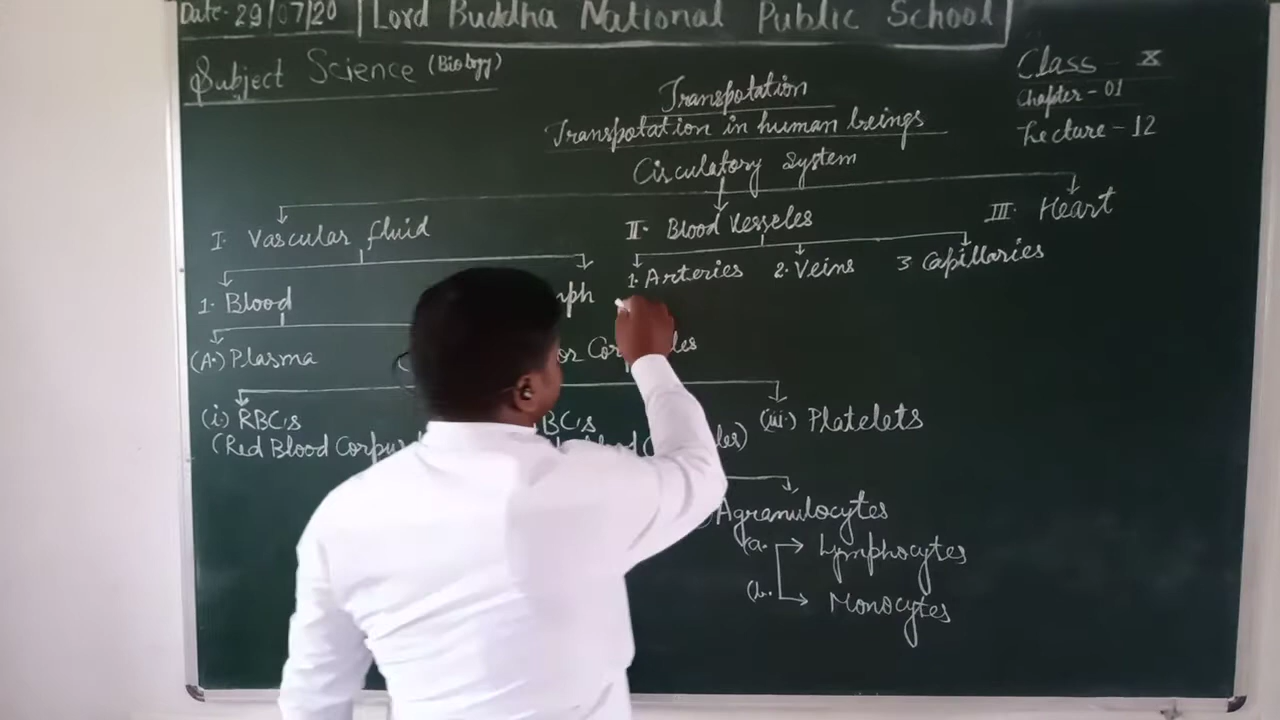 Date- 29/07/20 Lord Buddha National Public School
Subject Science (Biology)
Class - X
Chapter - 01
Lecture - 12
Transpotation
Transpotation in human beings
Circulatory System
I. Vascular fluid
II. Blood Vesseles
III. Heart
1. Blood
1. Arteries 2. Veins 3 Capillaries
(A.) Plasma
or
(i) RBC's
(iii.) Platelets
(Red Blood
Agranulocytes
(a. Lymphocytes
(b. Monocytes